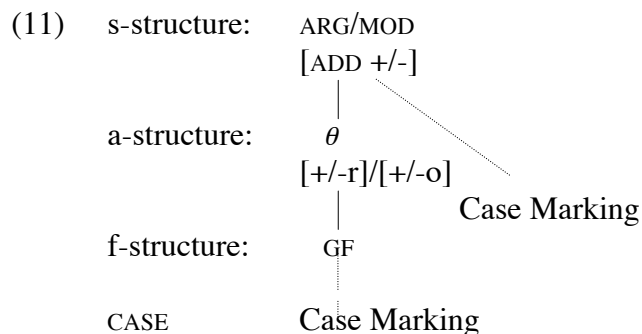 (11) s-structure: ARG/MOD
[ADD +/-]
a-structure: θ
[+/-r]/[+/-o]
Case Marking
f-structure: GF
CASE Case Marking